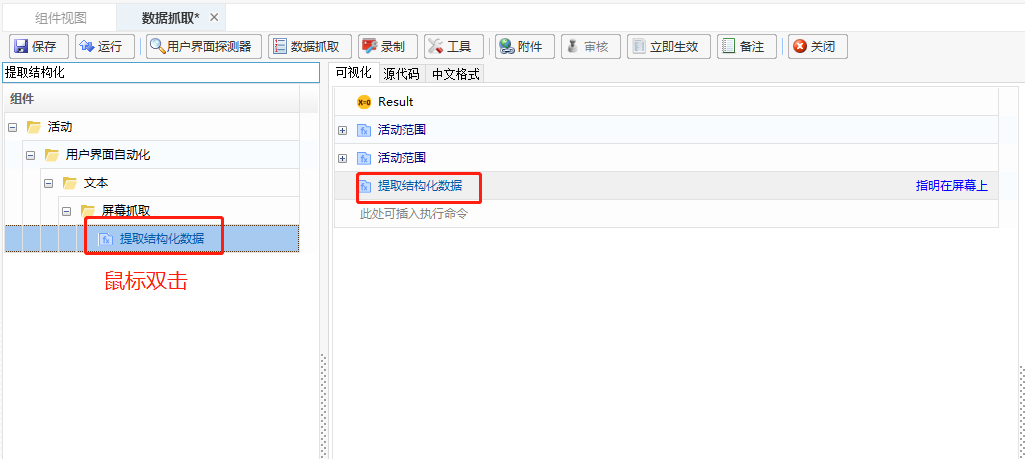 组件视图 数据抓取*
保存 运行 用户界面探测器 数据抓取 录制 工具 附件 审核 立即生效 备注 关闭
提取结构化
组件
活动
用户界面自动化
文本
屏幕抓取
提取结构化数据
鼠标双击
可视化 源代码 中文格式
Result
活动范围
活动范围
提取结构化数据 指明在屏幕上
此处可插入执行命令